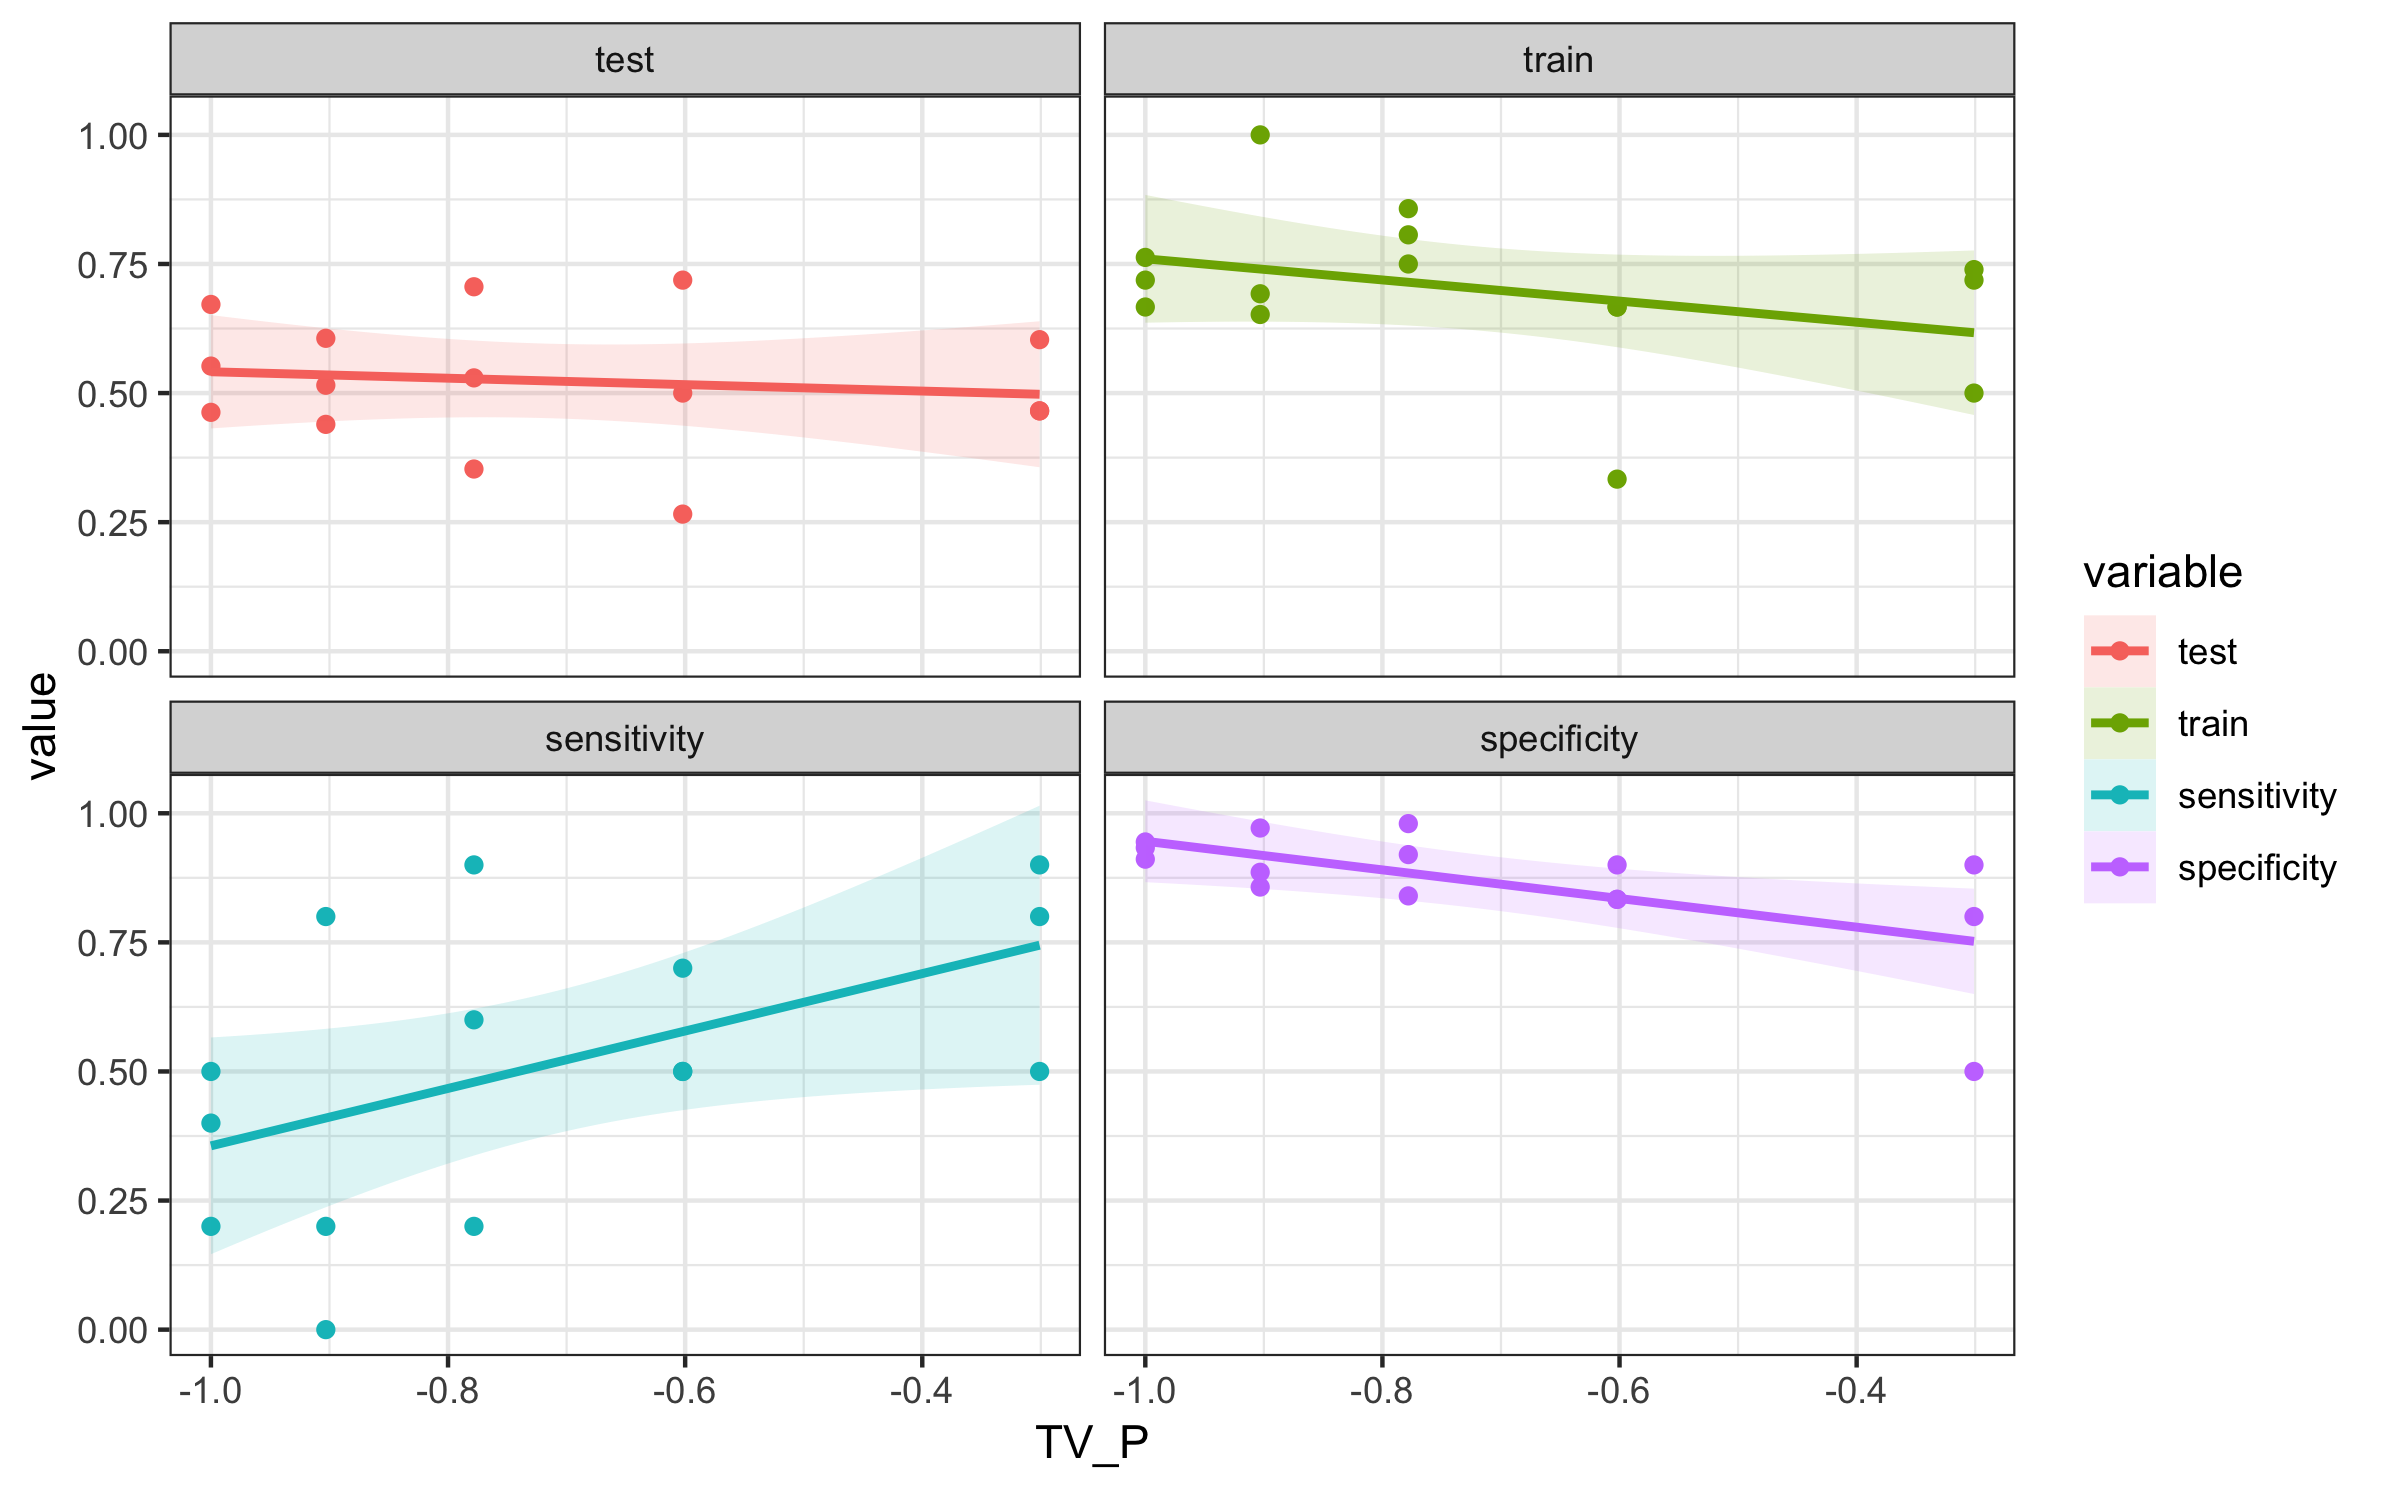 test
train
1.00
0.75
0.50
0.25
0.00
value
sensitivity
specificity
1.00
0.75
0.50
0.25
0.00
-1.0 -0.8 -0.6 -0.4
-1.0 -0.8 -0.6 -0.4
TV_P
variable
test
train
sensitivity
specificity